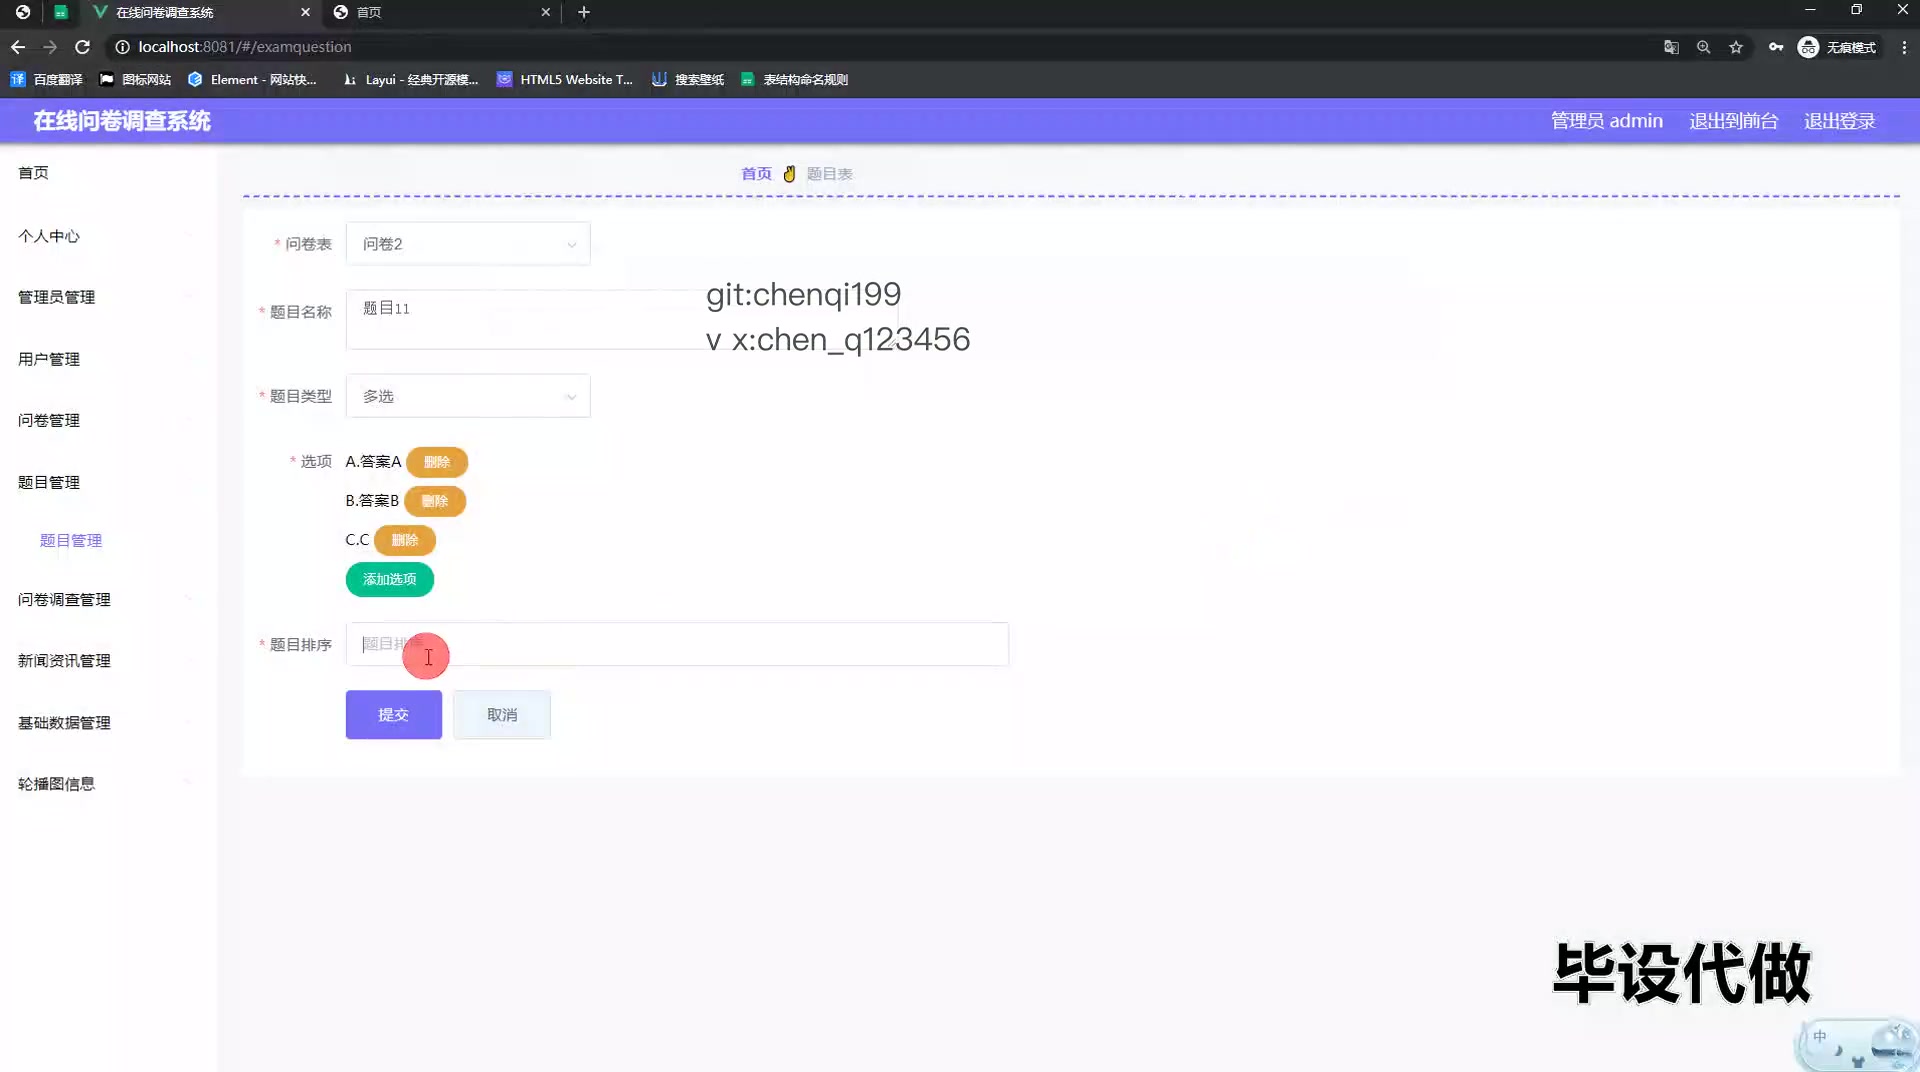 在线问卷调查系统
首页
localhost:8081/#/examquestion
无痕模式
百度翻译
图标网站
Element - 网站快...
Layui - 经典开源模...
HTML5 Website T...
搜索壁纸
表结构命名规则
在线问卷调查系统
管理员 admin
退出到前台
退出登录
首页
个人中心
管理员管理
用户管理
问卷管理
题目管理
题目管理
问卷调查管理
新闻资讯管理
基础数据管理
轮播图信息
首页 题目表
* 问卷表 问卷2
* 题目名称 题目11
git:chenqi199
v x:chen_q123456
* 题目类型 多选
* 选项 A.答案A 删除
B.答案B 删除
C.C 删除
添加选项
* 题目排序 题目排序
提交 取消
毕设代做
中